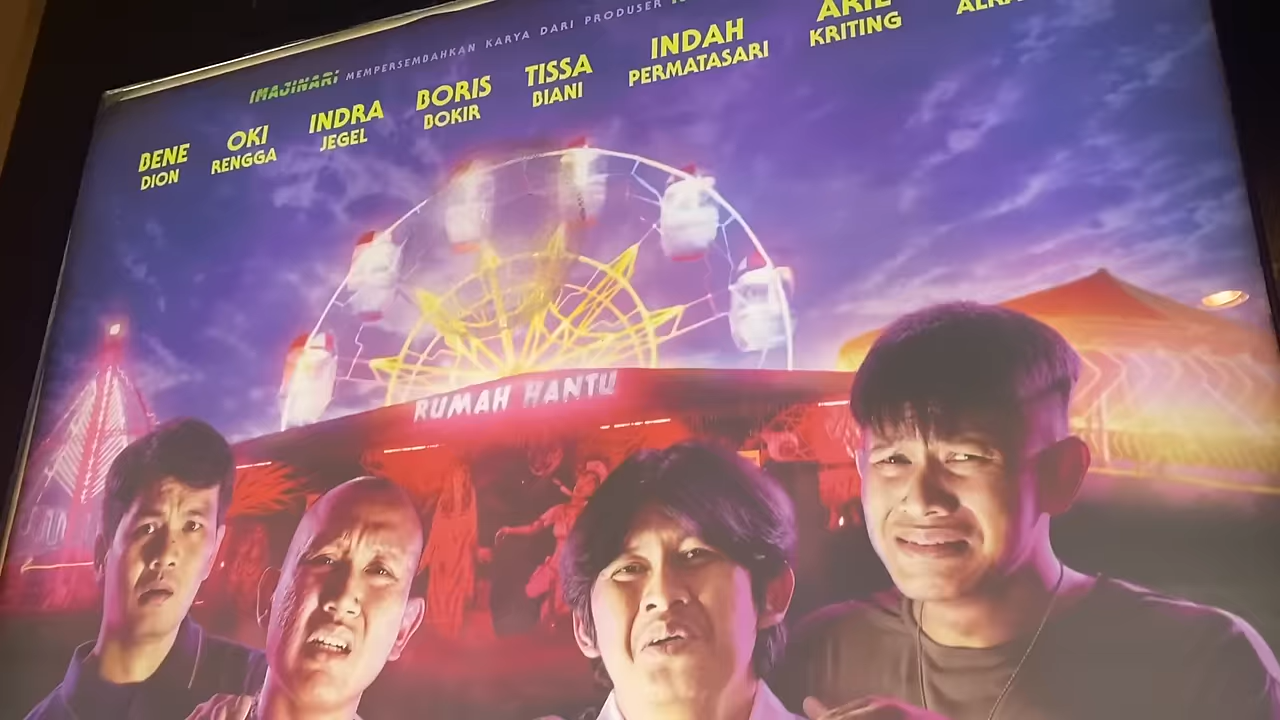 IMAJINARI MEMPERSEMBAHKAN KARYA DARI PRODUSER
BENE DION
OKI RENGGA
INDRA JEGEL
BORIS BOKIR
TISSA BIANI
INDAH PERMATASARI
ARIE KRITING
RUMAH HANTU